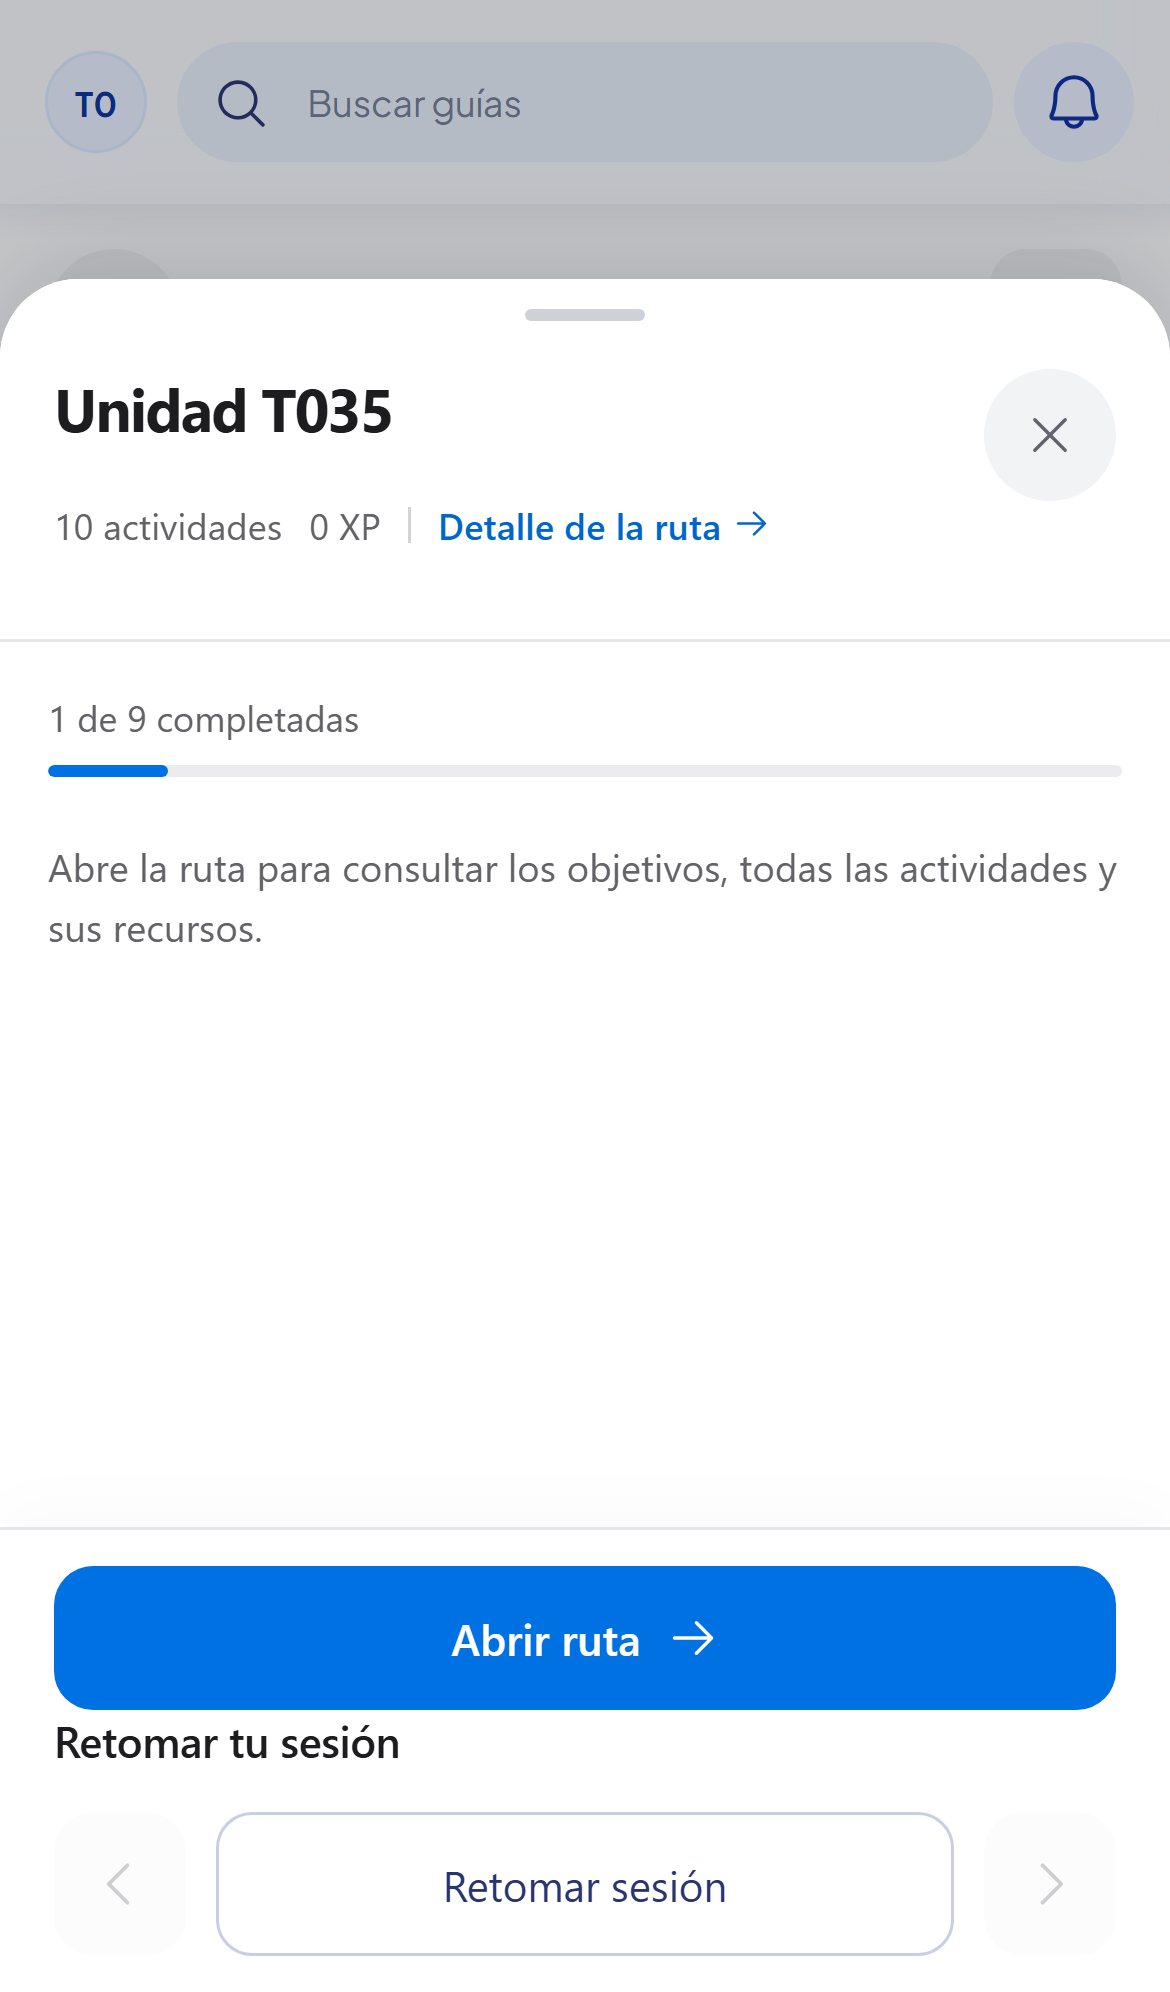 TO
Buscar guías
Unidad T035
10 actividades 0 XP Detalle de la ruta →
1 de 9 completadas
Abre la ruta para consultar los objetivos, todas las actividades y
sus recursos.
Abrir ruta →
Retomar tu sesión
Retomar sesión